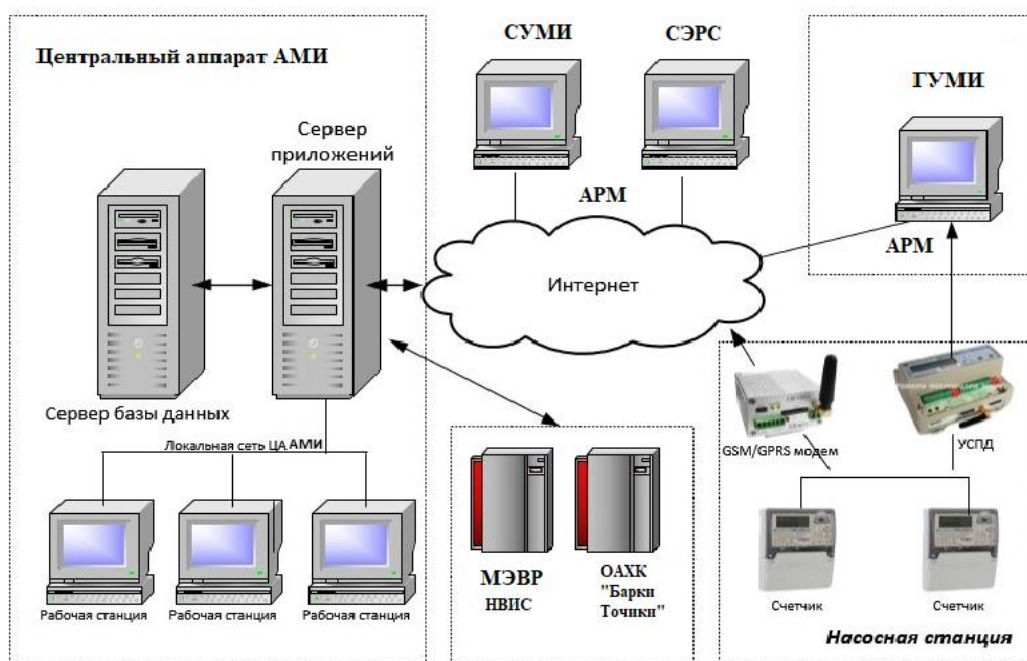 Центральный аппарат АМИ
СУМИ
СЭРС
ГУМИ
Сервер
приложений
АРМ
АРМ
Интернет
Сервер базы данных
Локальная сеть ЦА АМИ
GSM/GPRS модем
УСПД
Рабочая станция
Рабочая станция
Рабочая станция
МЭВР
НВИС
ОАХК
"Барки
Точики"
Счетчик
Счетчик
Насосная станция